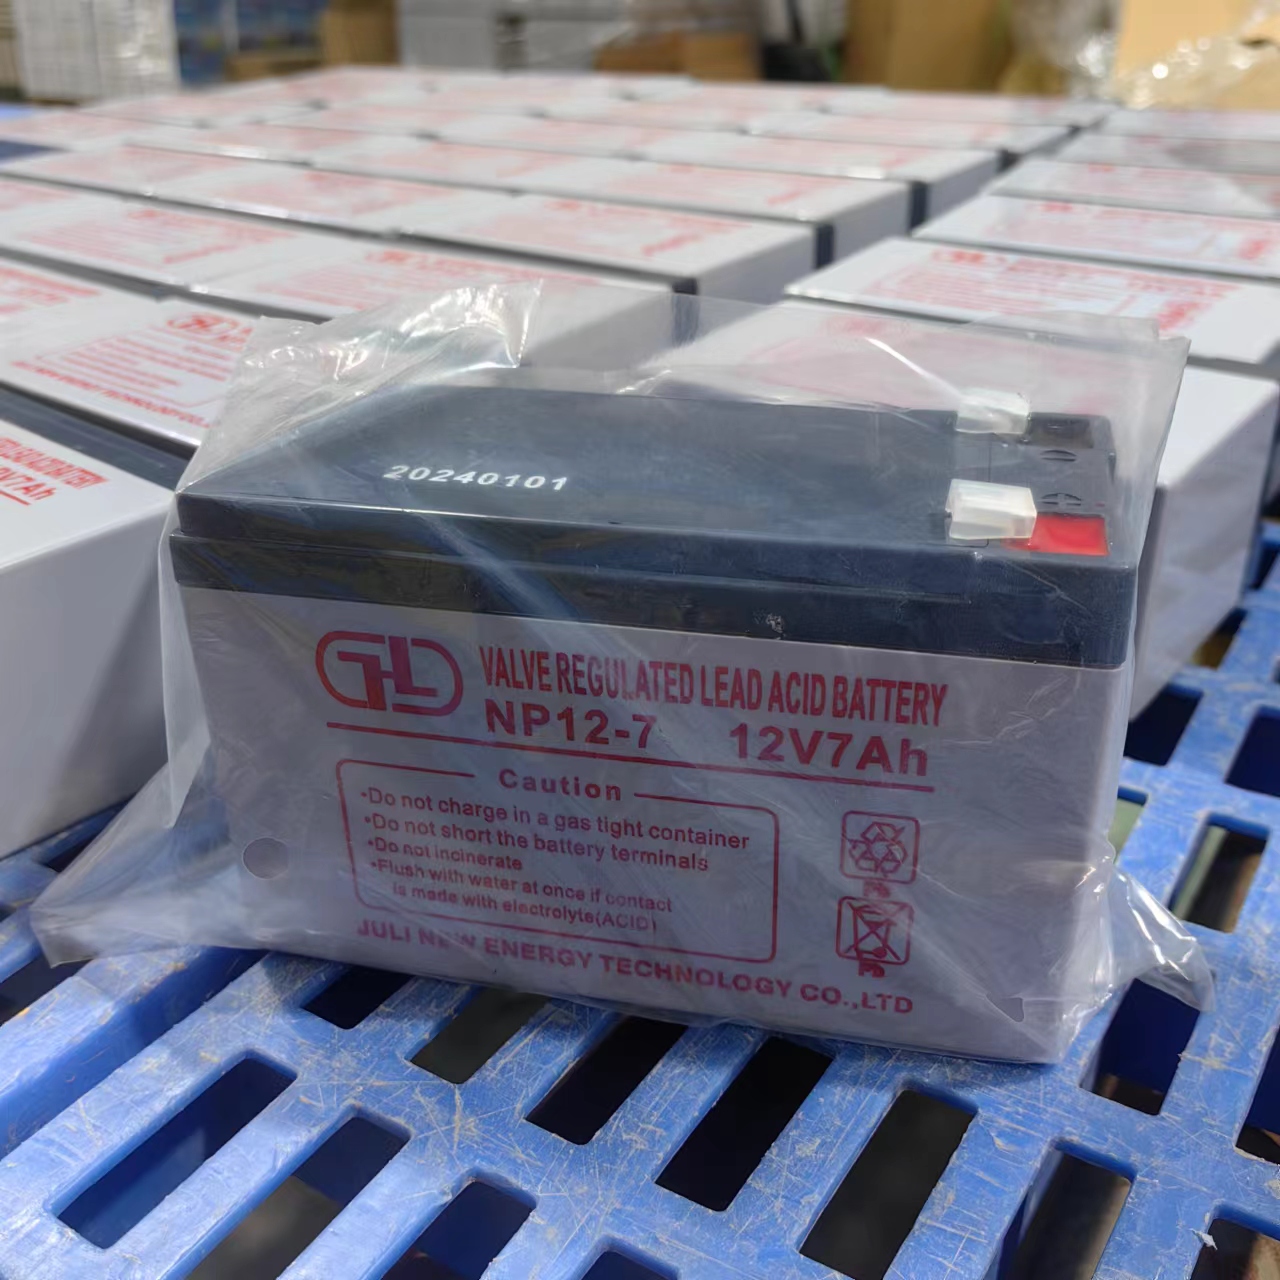 20240101
VALVE REGULATED LEAD ACID BATTERY
NP12-7 12V7Ah
Caution
•Do not charge in a gas tight container
•Do not short the battery terminals
•Do not incinerate
•Flush with water at once if contact
is made with electrolyte(ACID)
Pb
Pb
JULI NEW ENERGY TECHNOLOGY CO.,LTD